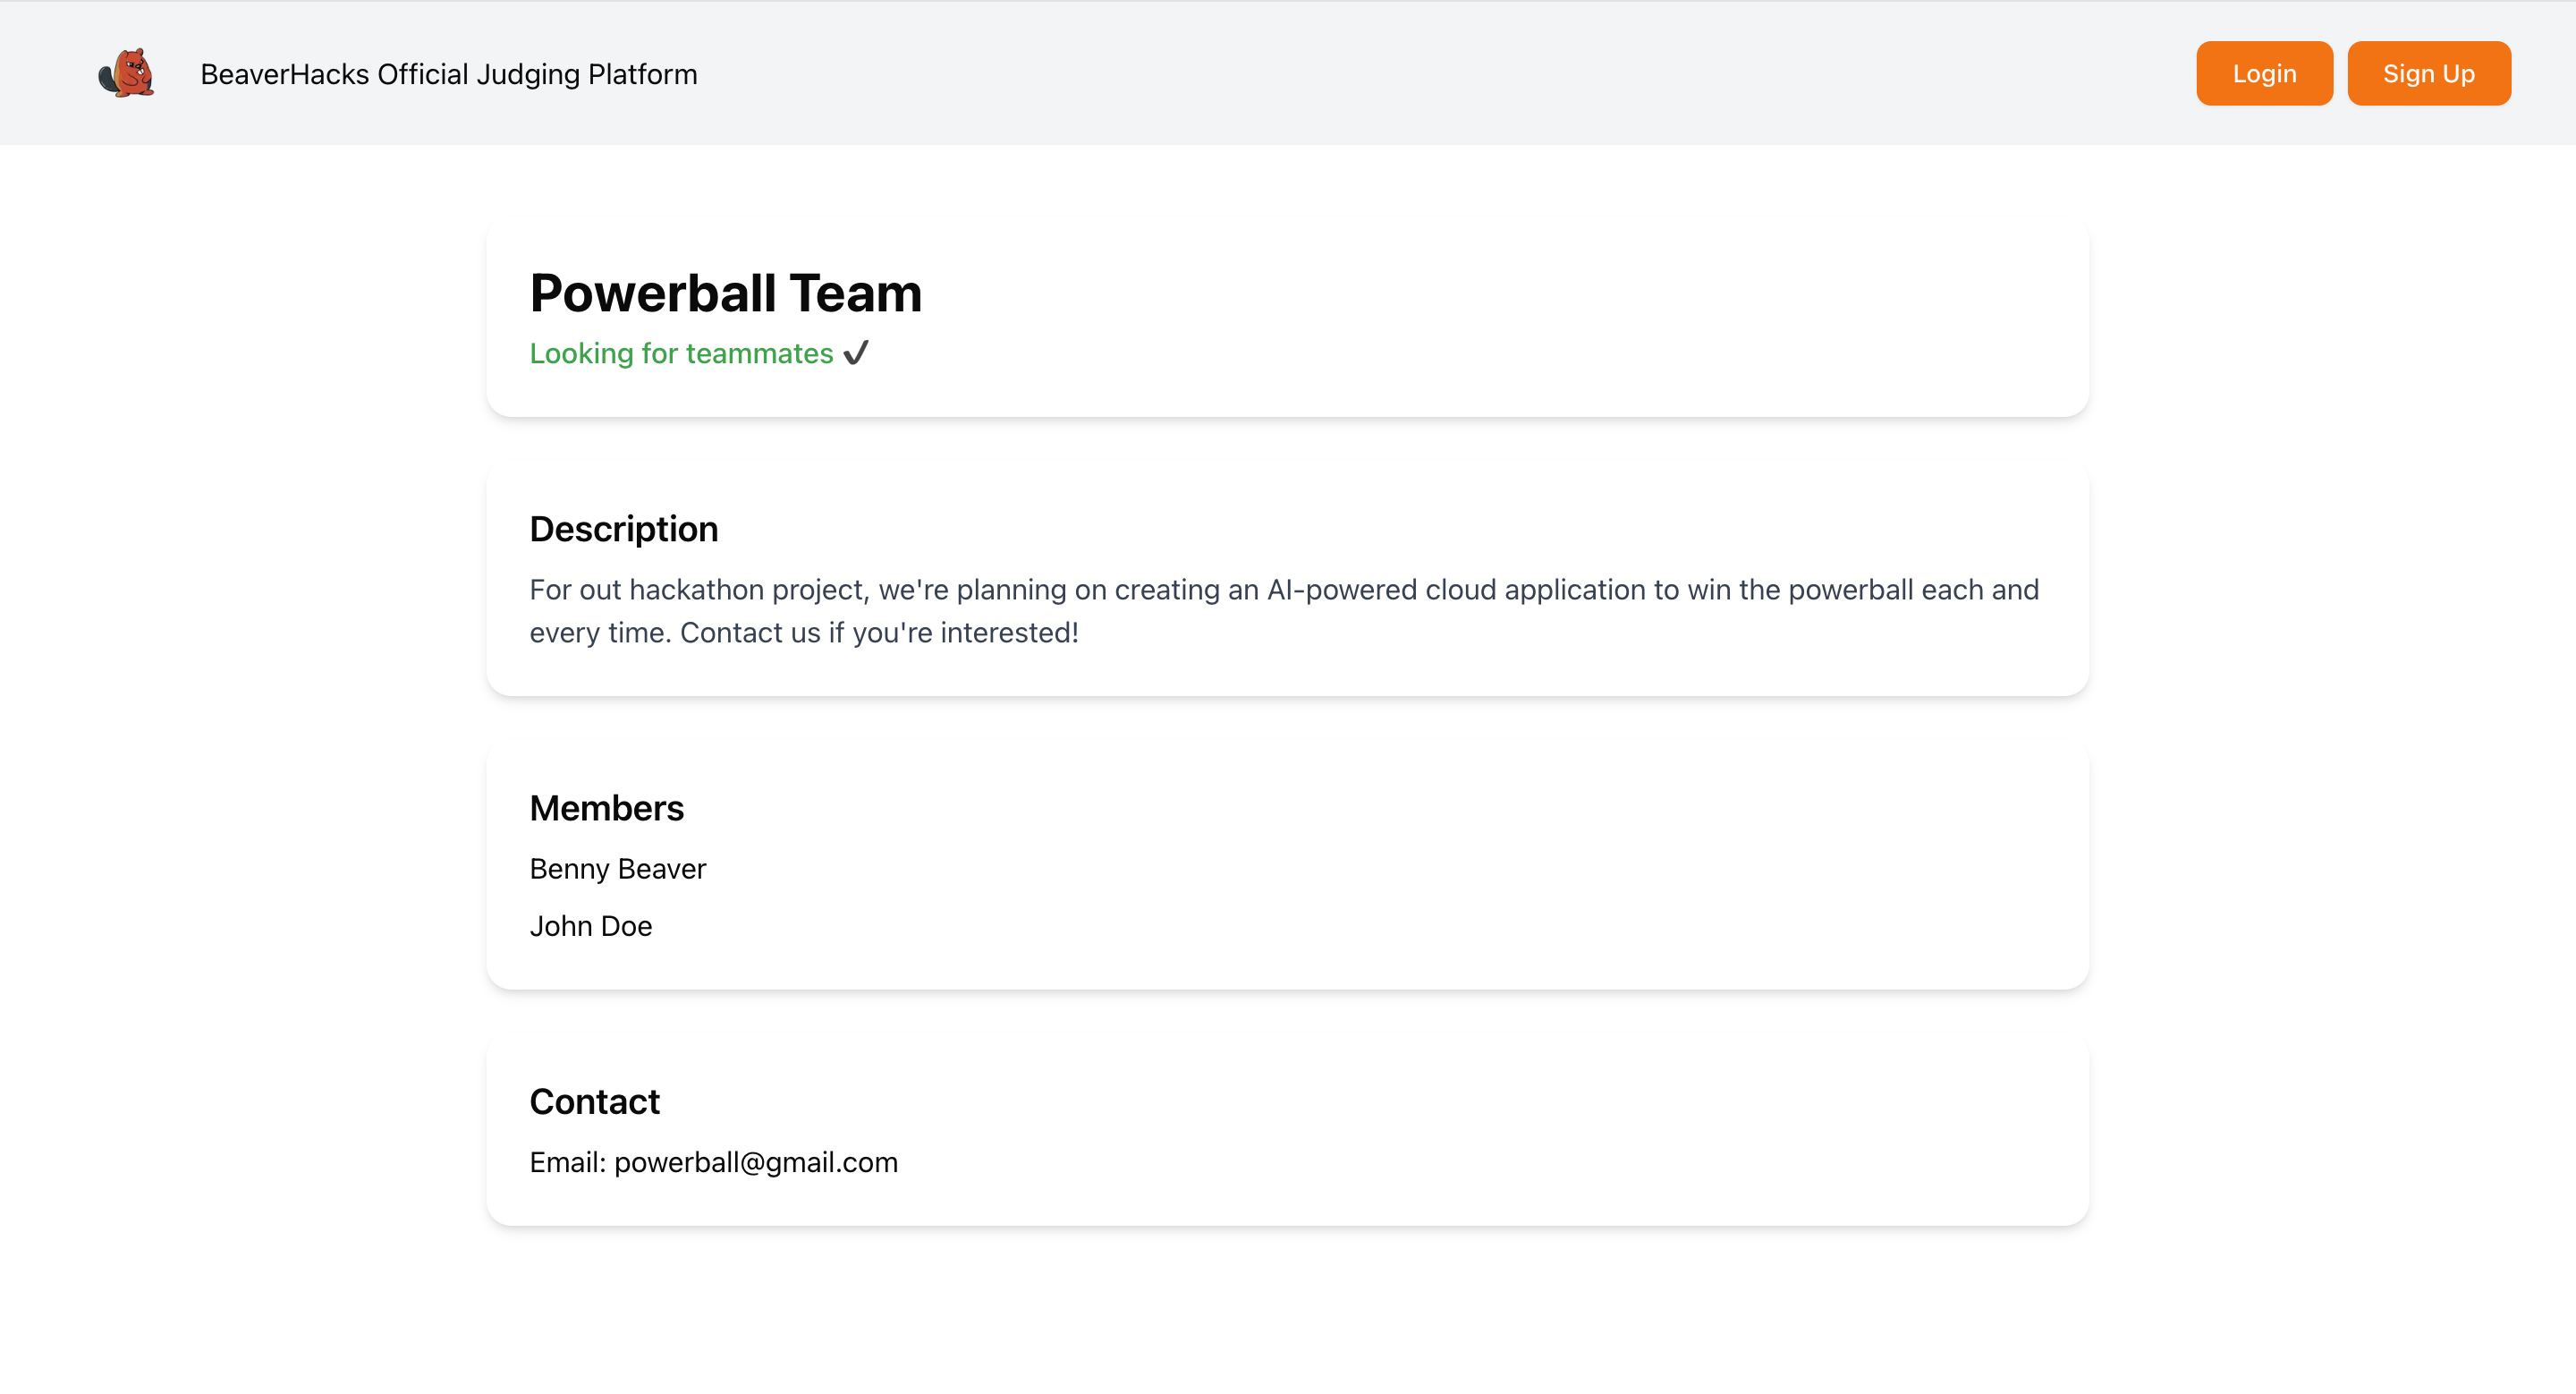 BeaverHacks Official Judging Platform
Login
Sign Up
Powerball Team
Looking for teammates ✔
Description
For out hackathon project, we're planning on creating an AI-powered cloud application to win the powerball each and
every time. Contact us if you're interested!
Members
Benny Beaver
John Doe
Contact
Email: powerball@gmail.com